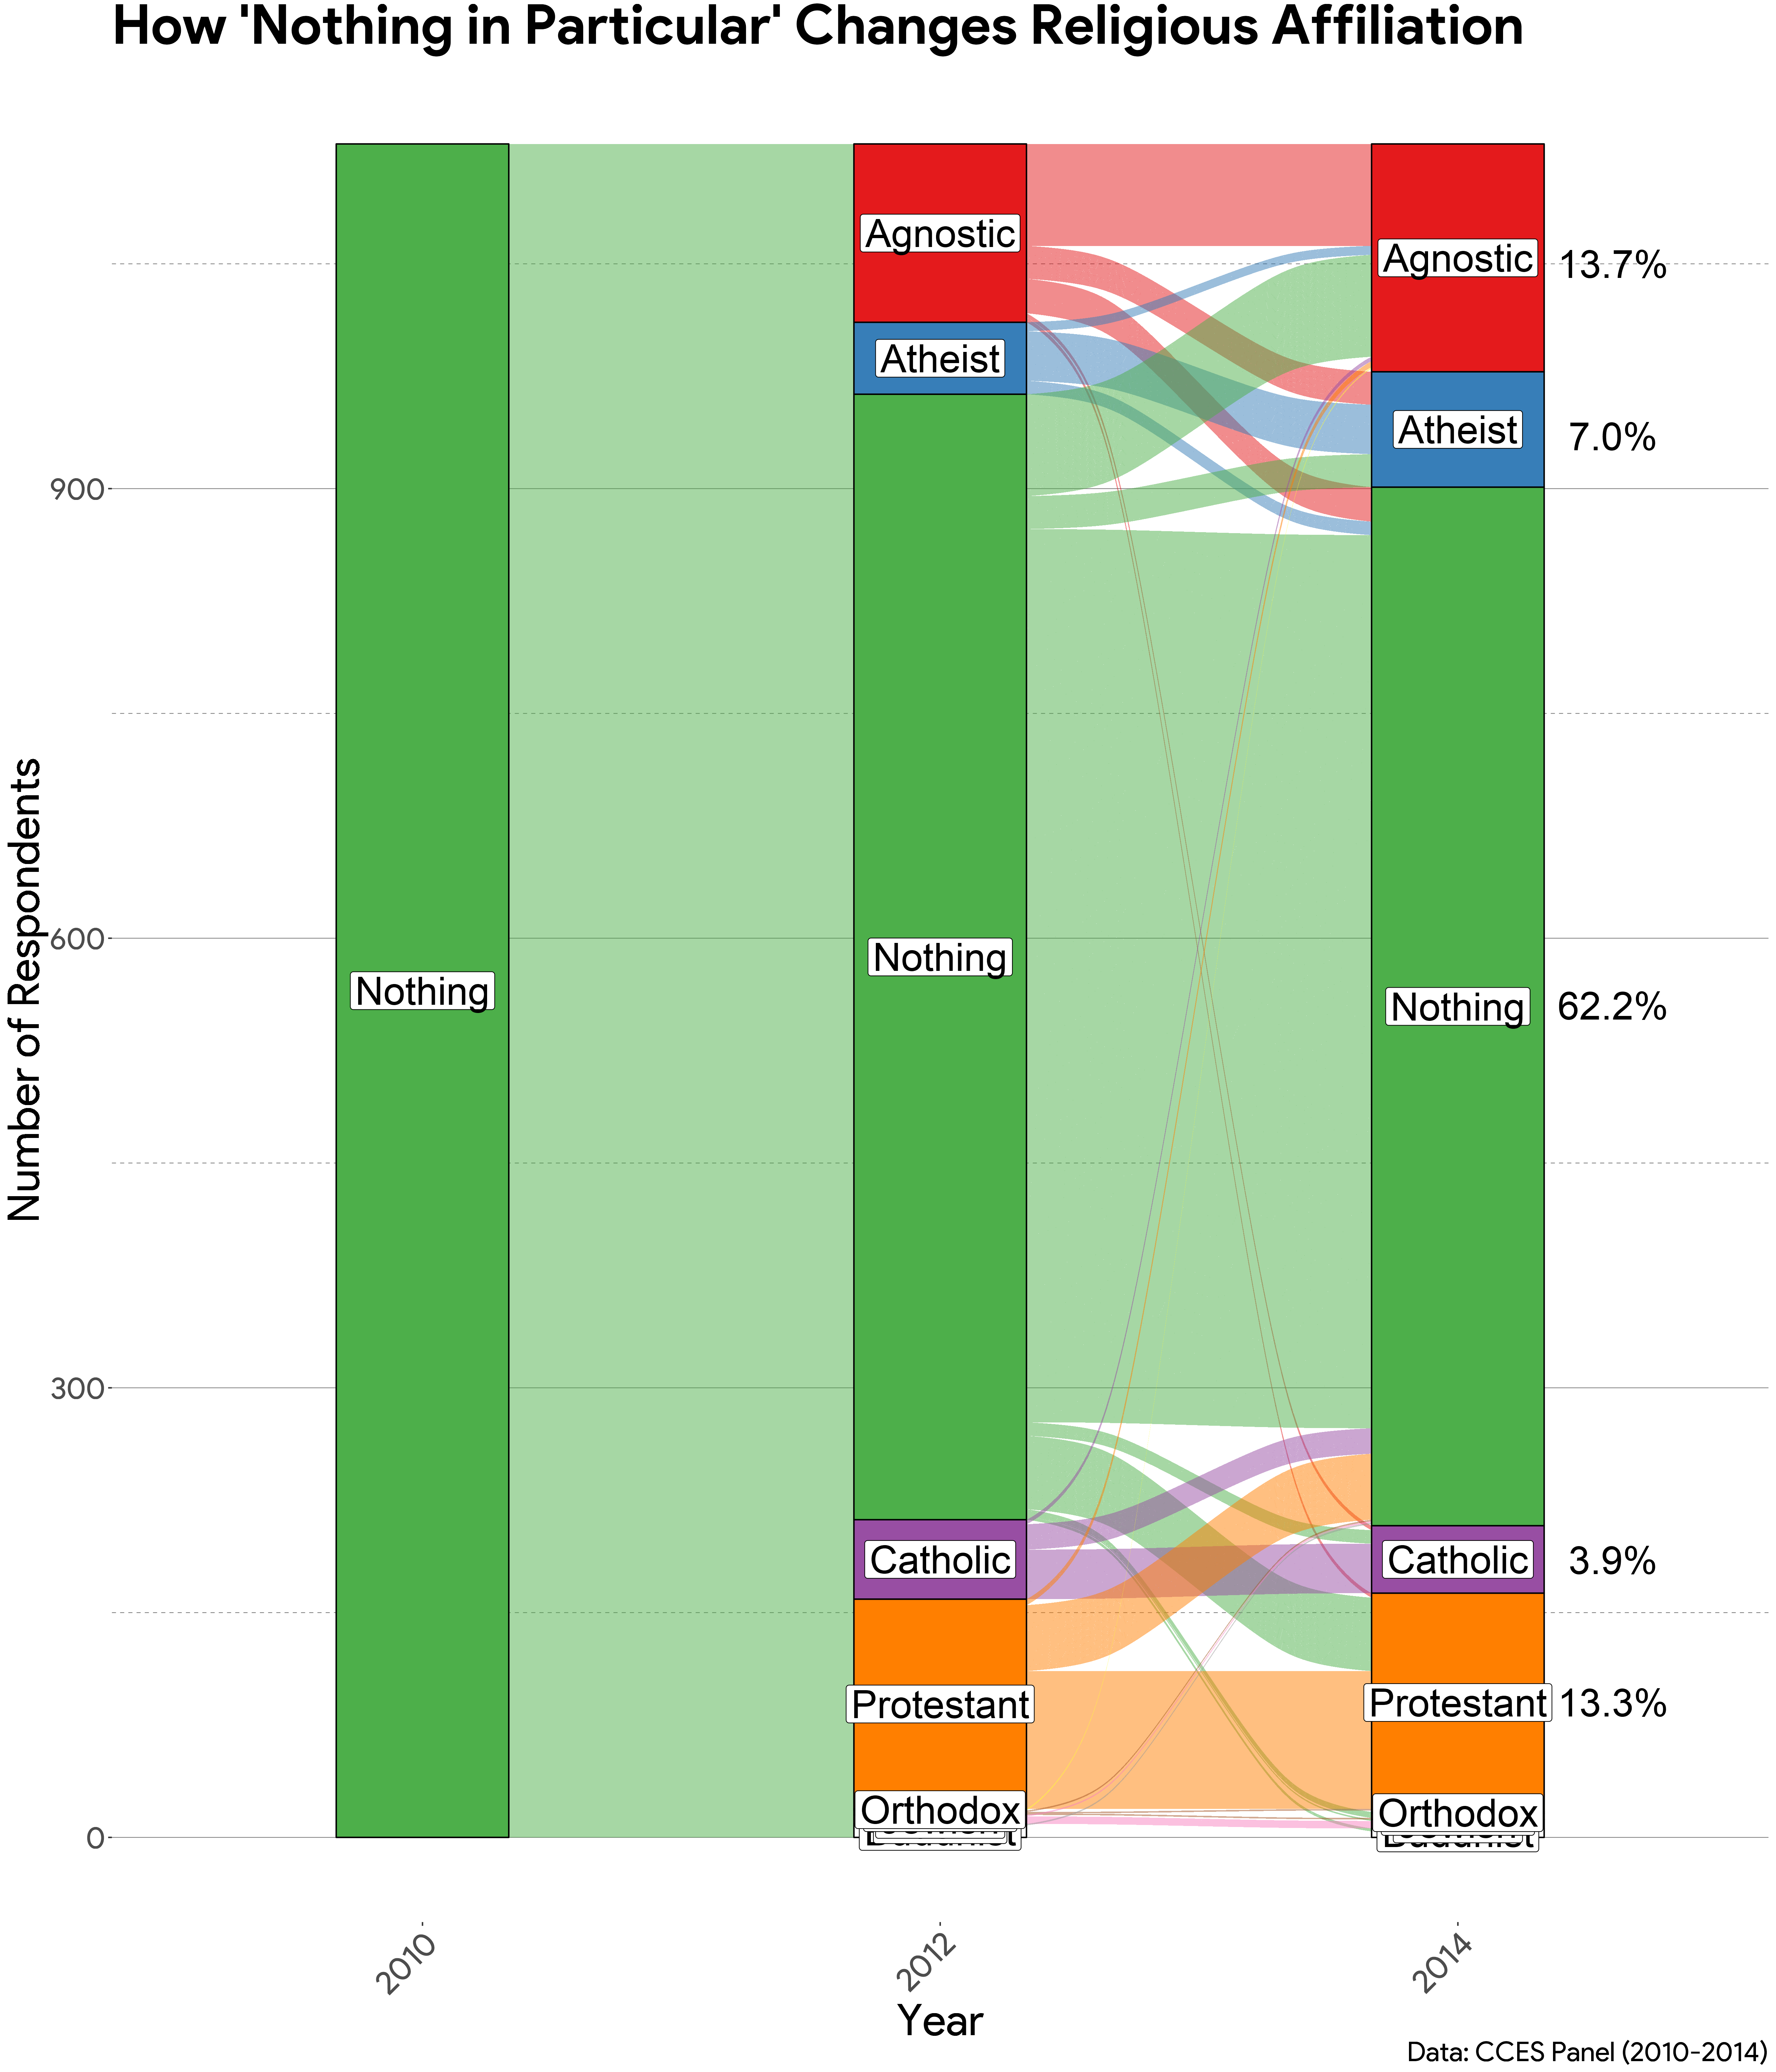 How 'Nothing in Particular' Changes Religious Affiliation
Number of Respondents
900
600
300
0
Nothing
Agnostic
Atheist
Nothing
Catholic
Protestant
Orthodox
Agnostic
Atheist
Nothing
Catholic
Protestant
Orthodox
13.7%
7.0%
62.2%
3.9%
13.3%
2010
2012
2014
Year
Data: CCES Panel (2010-2014)